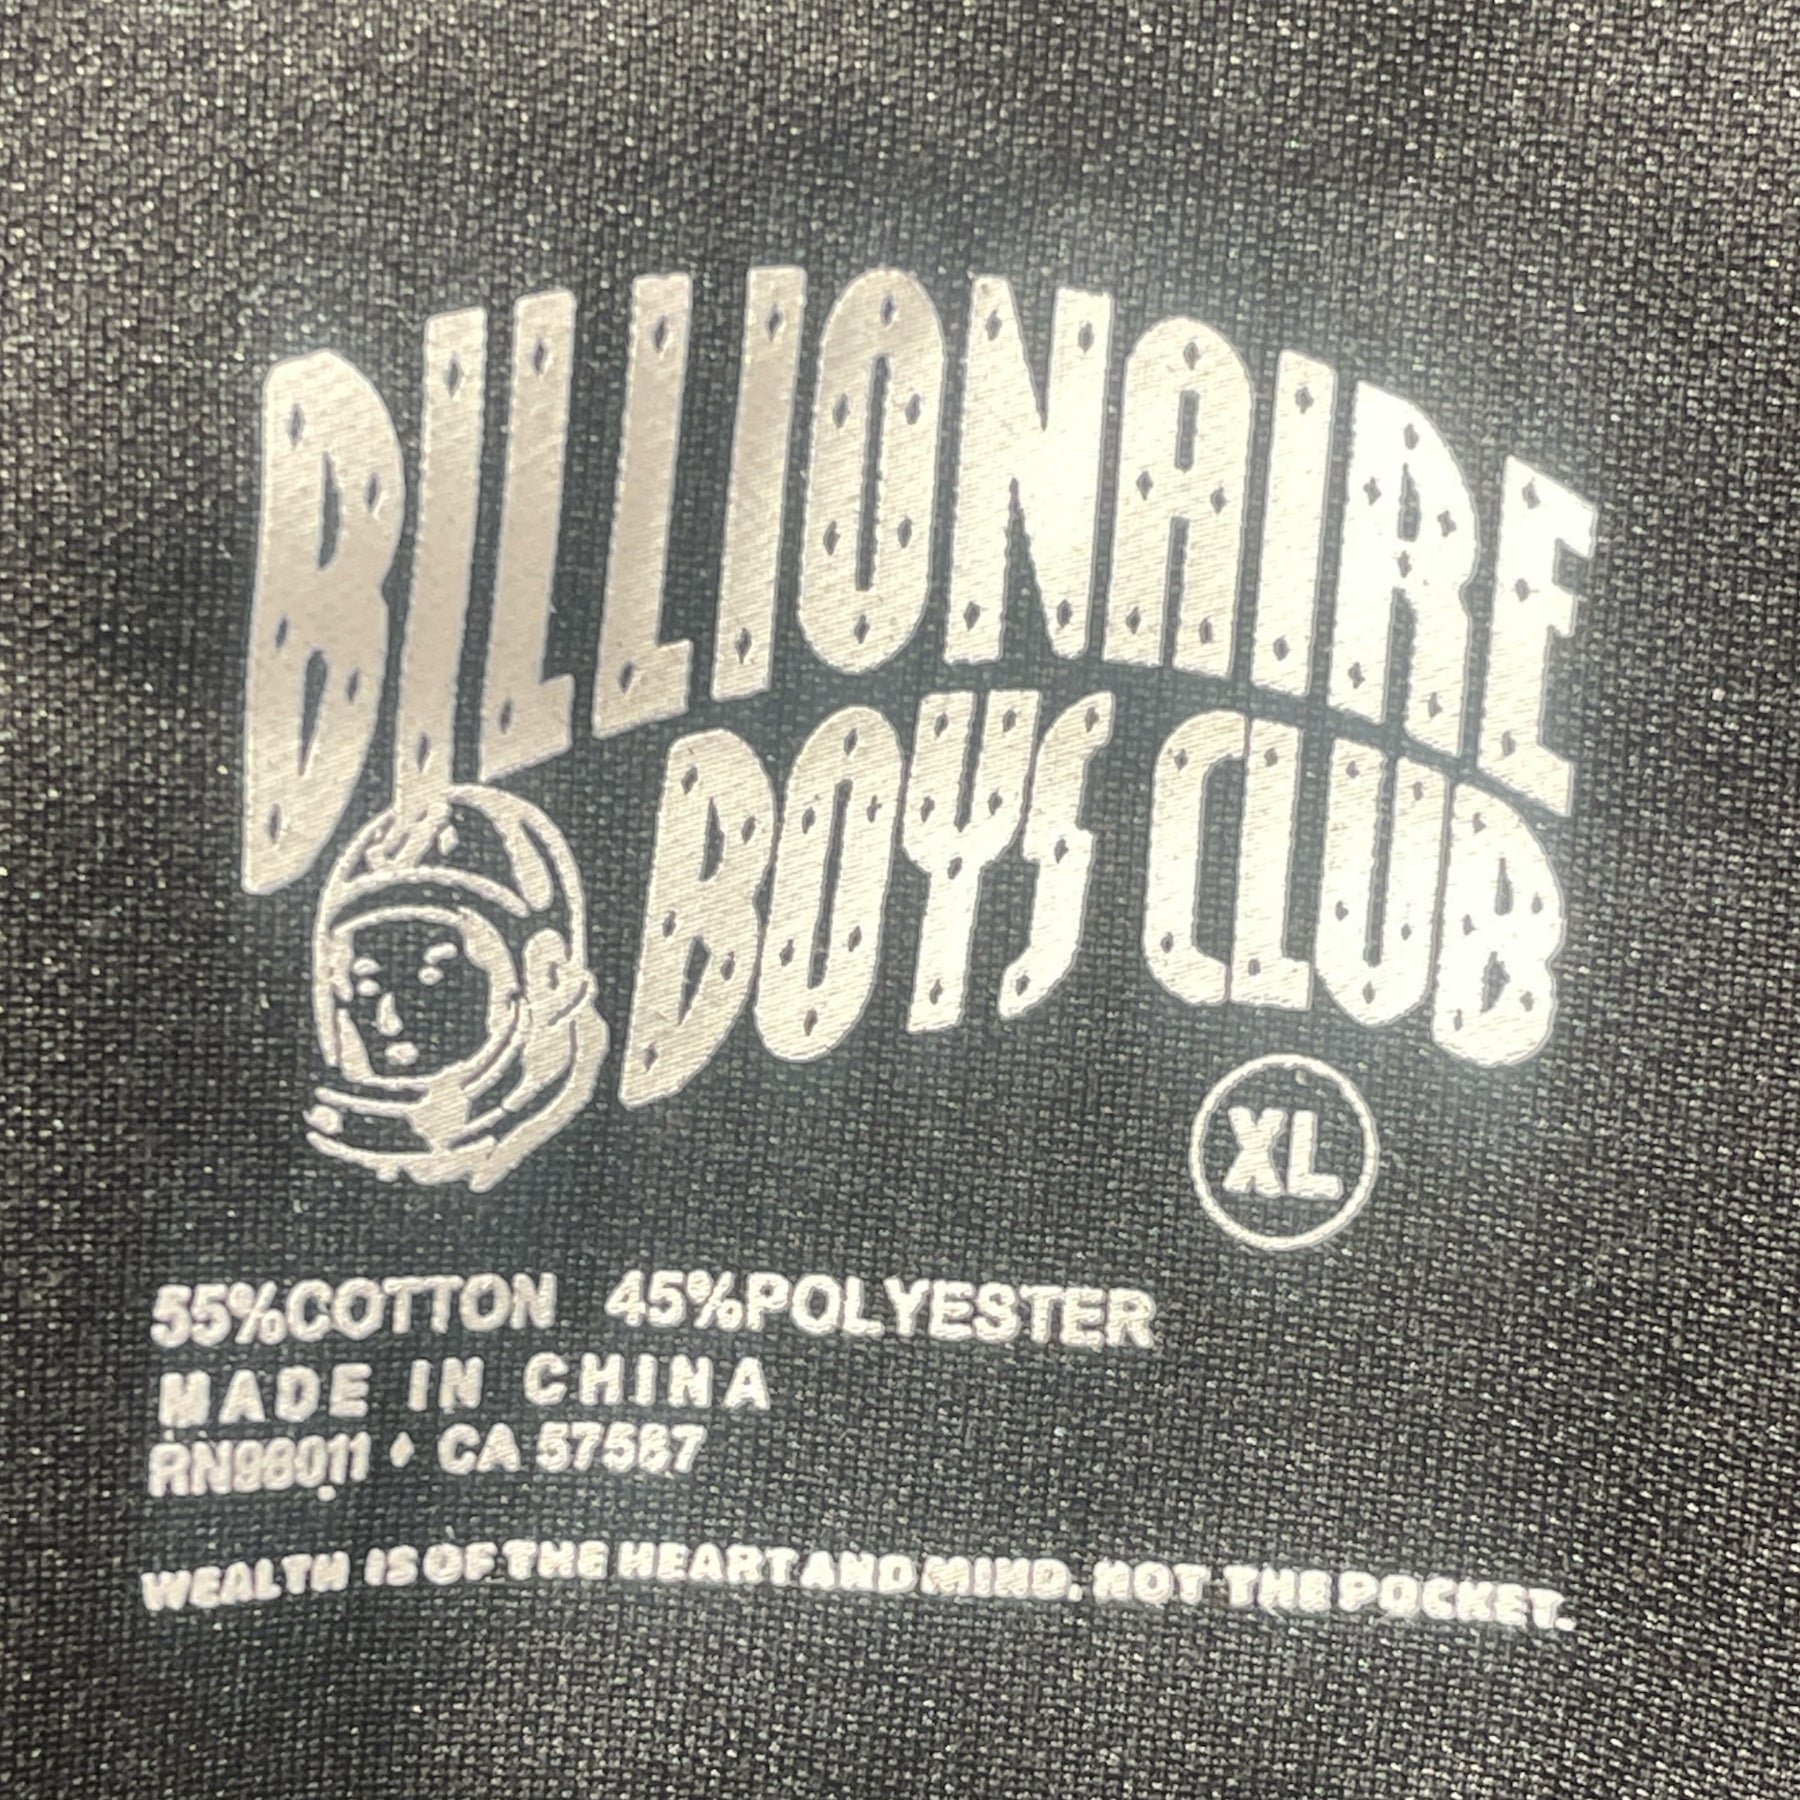 BILLIONAIRE
BOYS CLUB
XL
55%COTTON 45%POLYESTER
MADE IN CHINA
RN98011 ♦ CA 57587
WEALTH IS OF THE HEART AND MIND, NOT THE POCKET.